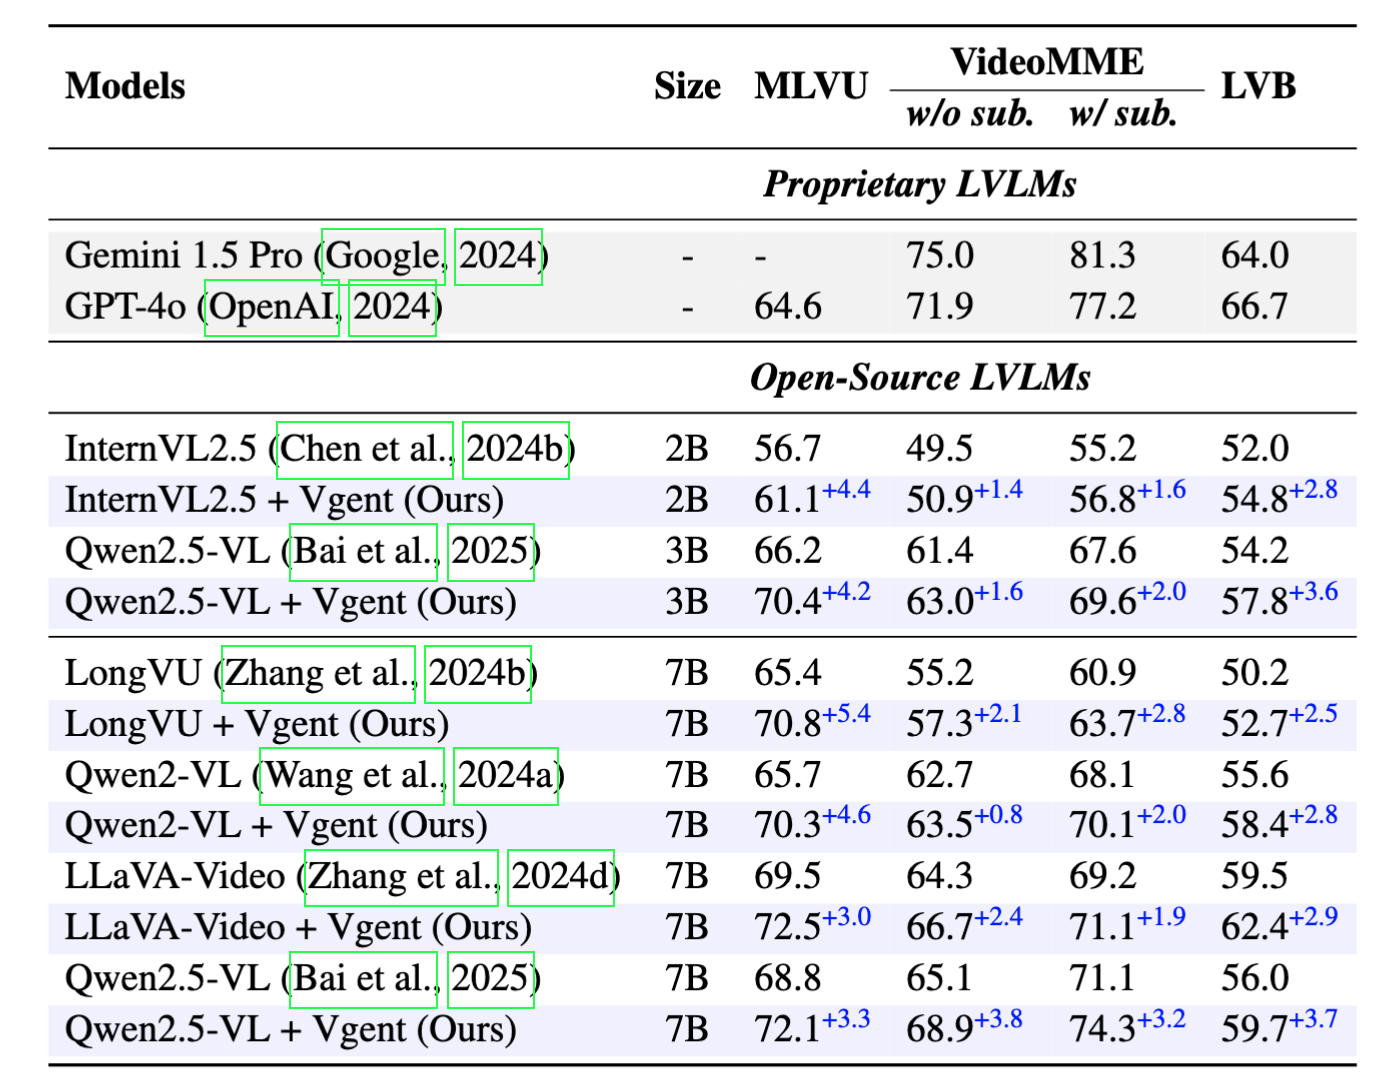 Models Size MLVU VideoMME LVB
w/o sub. w/ sub.
Proprietary LVLMs
Gemini 1.5 Pro (Google, 2024) - - 75.0 81.3 64.0
GPT-4o (OpenAI, 2024) - 64.6 71.9 77.2 66.7
Open-Source LVLMs
InternVL2.5 (Chen et al., 2024b) 2B 56.7 49.5 55.2 52.0
InternVL2.5 + Vgent (Ours) 2B 61.1+4.4 50.9+1.4 56.8+1.6 54.8+2.8
Qwen2.5-VL (Bai et al., 2025) 3B 66.2 61.4 67.6 54.2
Qwen2.5-VL + Vgent (Ours) 3B 70.4+4.2 63.0+1.6 69.6+2.0 57.8+3.6
LongVU (Zhang et al., 2024b) 7B 65.4 55.2 60.9 50.2
LongVU + Vgent (Ours) 7B 70.8+5.4 57.3+2.1 63.7+2.8 52.7+2.5
Qwen2-VL (Wang et al., 2024a) 7B 65.7 62.7 68.1 55.6
Qwen2-VL + Vgent (Ours) 7B 70.3+4.6 63.5+0.8 70.1+2.0 58.4+2.8
LLaVA-Video (Zhang et al., 2024d) 7B 69.5 64.3 69.2 59.5
LLaVA-Video + Vgent (Ours) 7B 72.5+3.0 66.7+2.4 71.1+1.9 62.4+2.9
Qwen2.5-VL (Bai et al., 2025) 7B 68.8 65.1 71.1 56.0
Qwen2.5-VL + Vgent (Ours) 7B 72.1+3.3 68.9+3.8 74.3+3.2 59.7+3.7